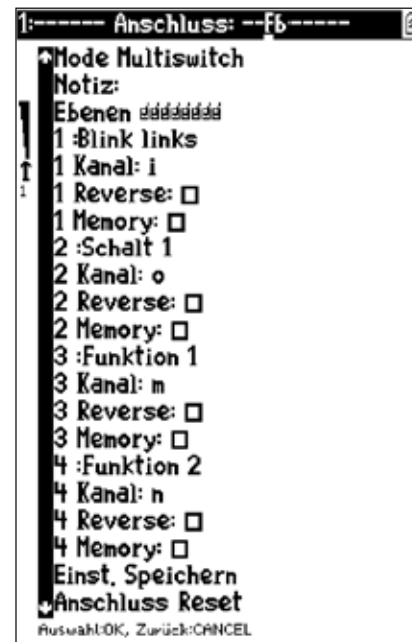 1:------ Anschluss: --F6-----
Mode Multiswitch
Notiz:
Ebenen
1 :Blink links
1 Kanal: i
1
1 Reverse: □
1 Memory: □
2 :Schalt 1
2 Kanal: o
2 Reverse: □
2 Memory: □
3 :Funktion 1
3 Kanal: m
3 Reverse: □
3 Memory: □
4 :Funktion 2
4 Kanal: n
4 Reverse: □
4 Memory: □
Einst. Speichern
Anschluss Reset
Auswahl:OK, Zurück:CANCEL